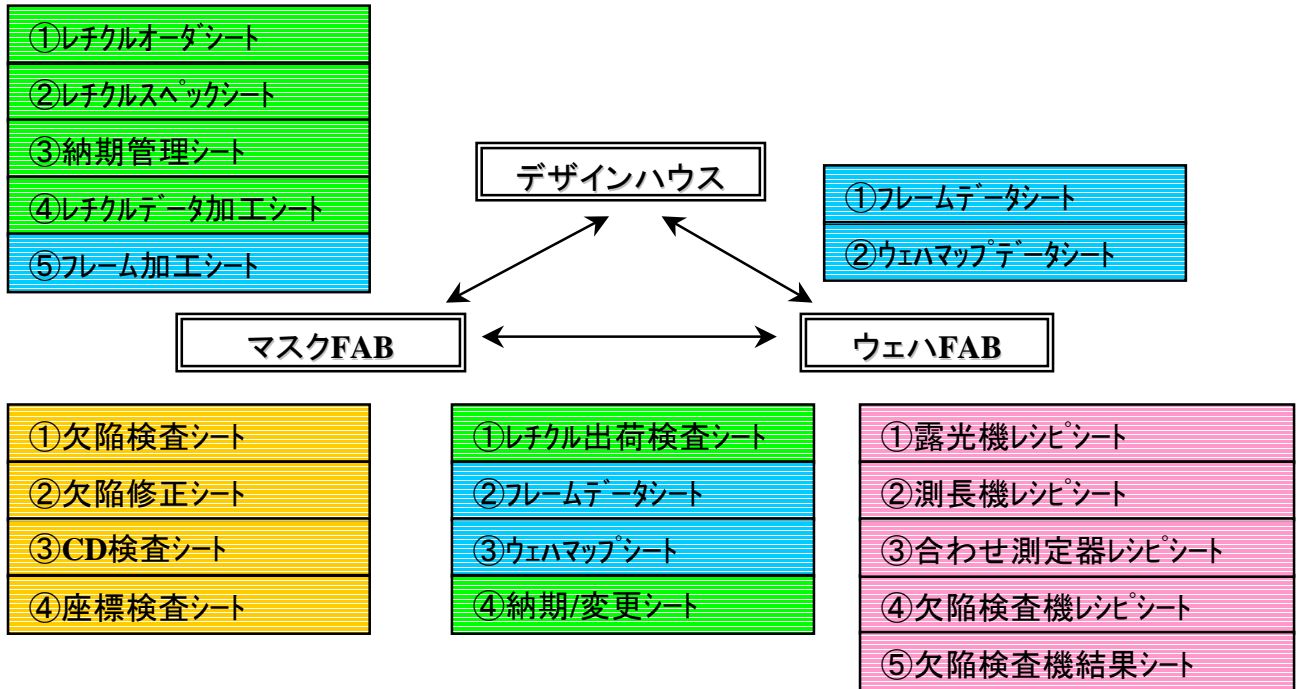 ①レチクルオーダシート
②レチクルスペックシート
③納期管理シート
④レチクルデータ加工シート
⑤フレーム加工シート
デザインハウス
①フレームデータシート
②ウェハマップデータシート
マスクFAB
ウェハFAB
①欠陥検査シート
②欠陥修正シート
③CD検査シート
④座標検査シート
①レチクル出荷検査シート
②フレームデータシート
③ウェハマップシート
④納期/変更シート
①露光機レシピシート
②測長機レシピシート
③合わせ測定器レシピシート
④欠陥検査機レシピシート
⑤欠陥検査機結果シート